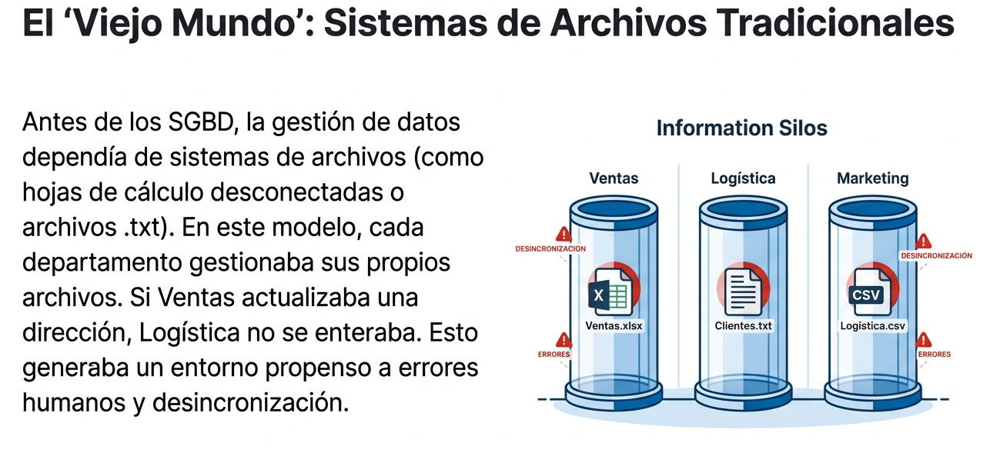 El ‘Viejo Mundo’: Sistemas de Archivos Tradicionales
Antes de los SGBD, la gestión de datos
dependía de sistemas de archivos (como
hojas de cálculo desconectadas o
archivos .txt). En este modelo, cada
departamento gestionaba sus propios
archivos. Si Ventas actualizaba una
dirección, Logística no se enteraba. Esto
generaba un entorno propenso a errores
humanos y desincronización.
Information Silos
Ventas
Logística
Marketing
DESINCRONIZACIÓN
DESINCRONIZACIÓN
X
CSV
Ventas.xlsx
Clientes.txt
Logística.csv
ERRORES
ERRORES